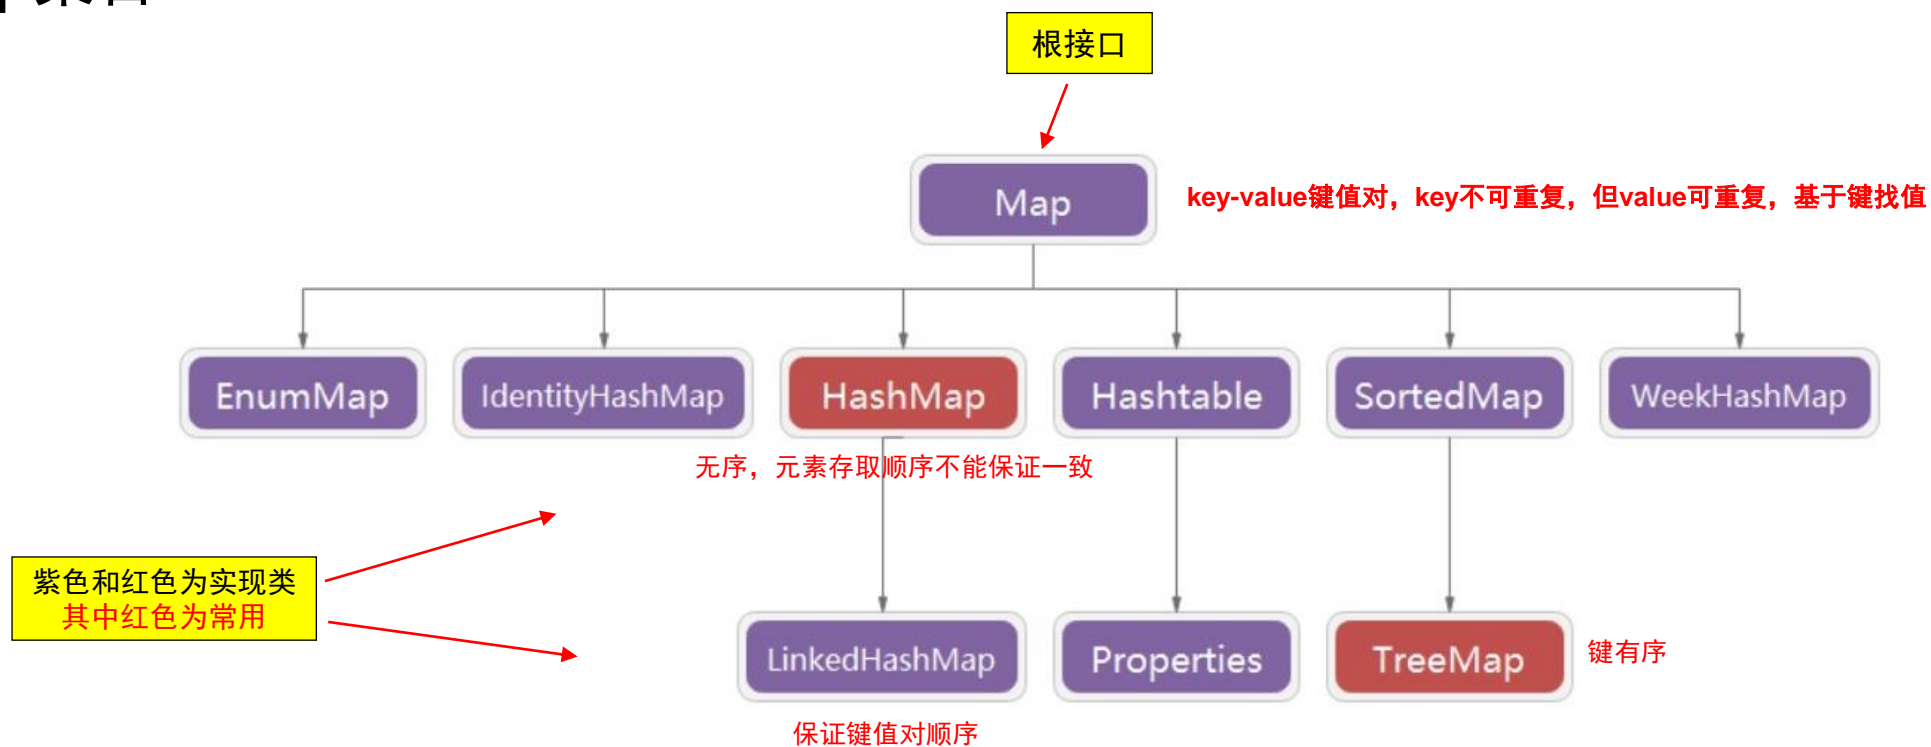 根接口
Map
key-value键值对，key不可重复，但value可重复，基于键找值
EnumMap
IdentityHashMap
HashMap
Hashtable
SortedMap
WeekHashMap
无序，元素存取顺序不能保证一致
紫色和红色为实现类
其中红色为常用
LinkedHashMap
Properties
TreeMap
键有序
保证键值对顺序